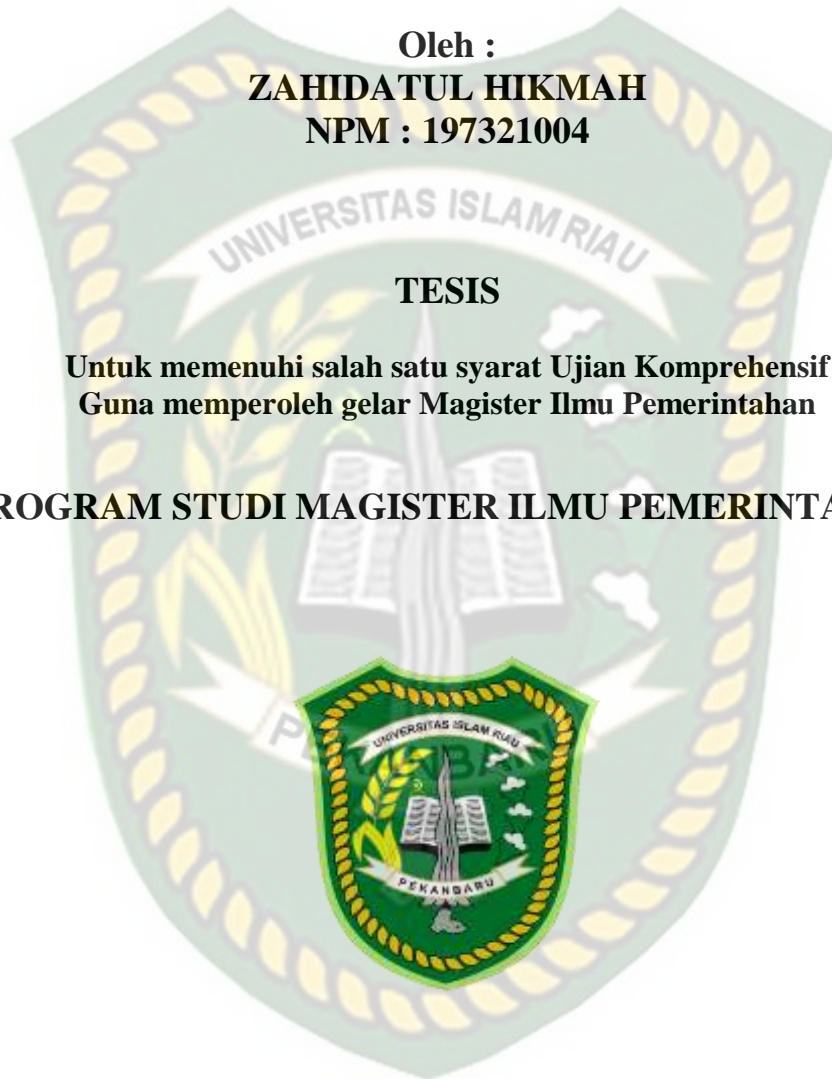 Oleh :
ZAHIDATUL HIKMAH
NPM : 197321004
UNIVERSITAS ISLAM RIAU
TESIS
Untuk memenuhi salah satu syarat Ujian Komprehensif
Guna memperoleh gelar Magister Ilmu Pemerintahan
ROGRAM STUDI MAGISTER ILMU PEMERINTA
UNIVERSITAS ISLAM RIAU
PEKANBARU
PEKANBARU